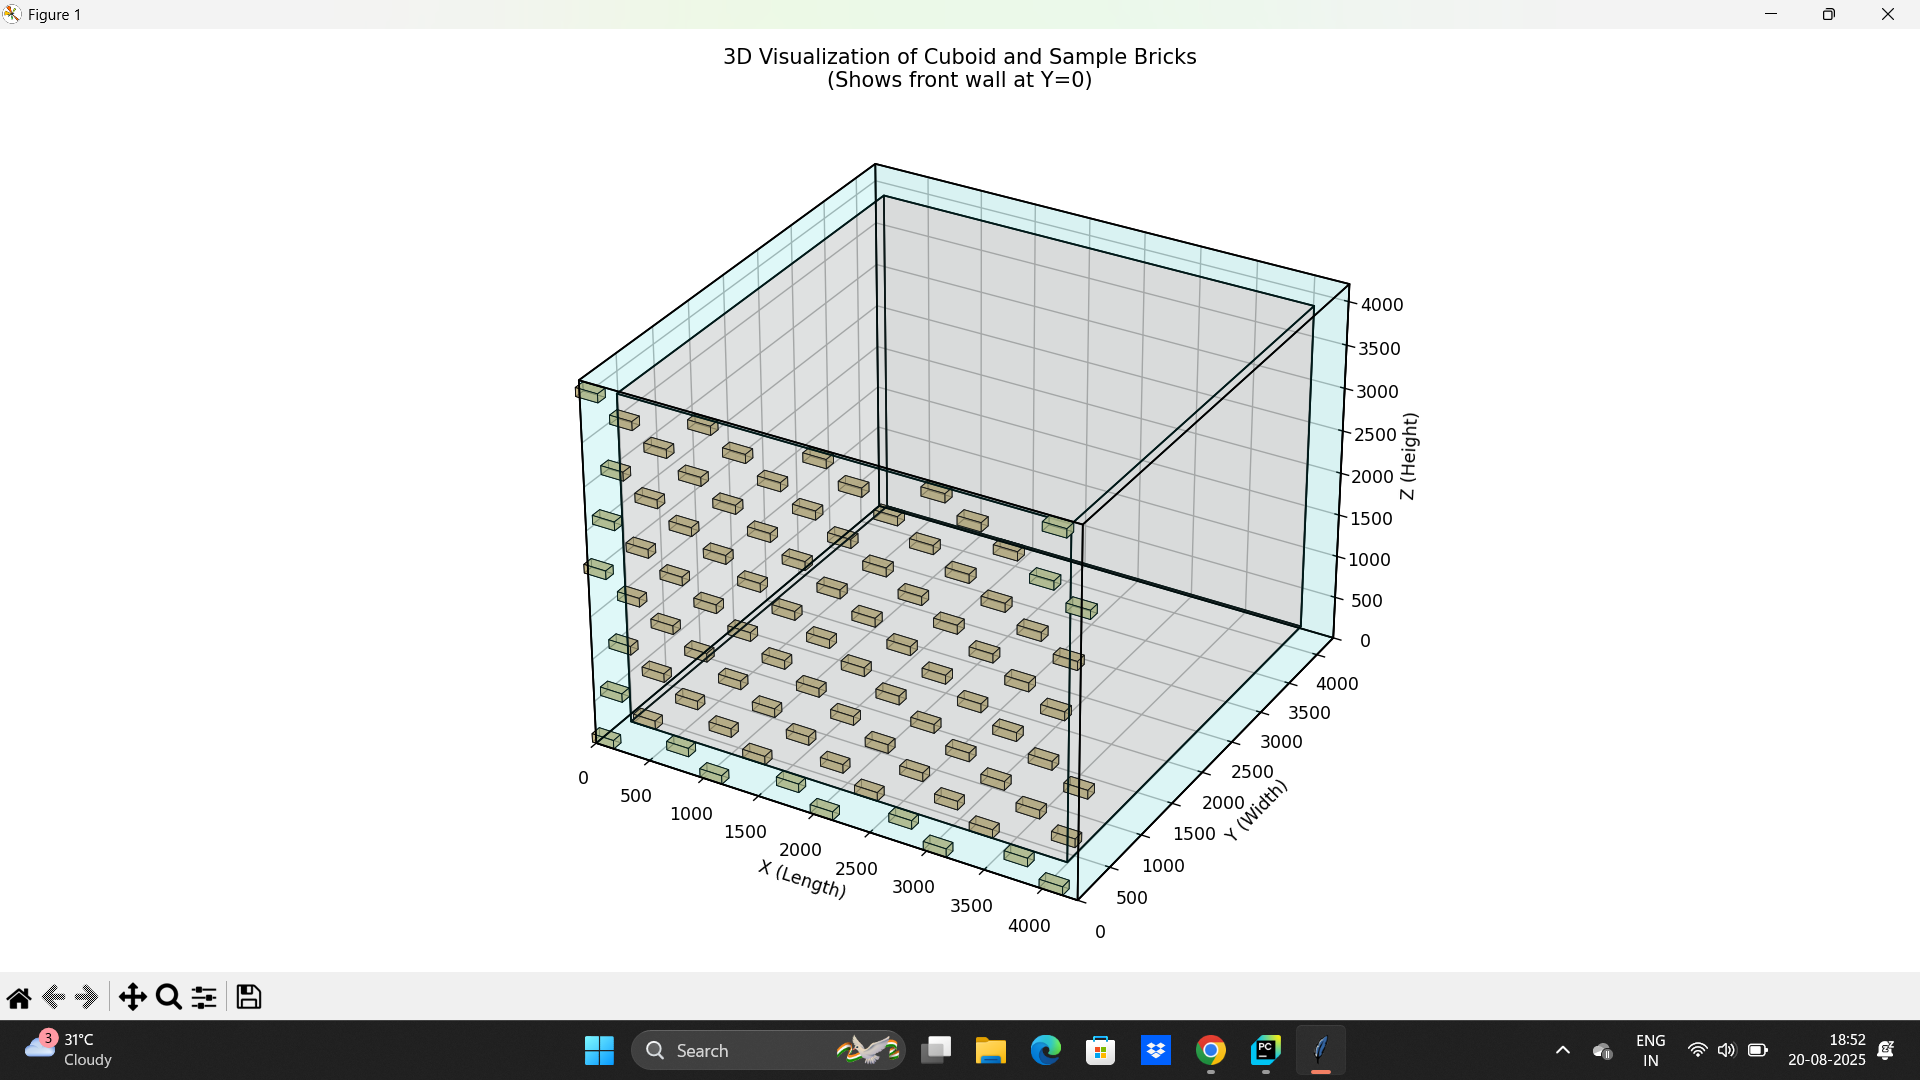 Figure 1
3D Visualization of Cuboid and Sample Bricks
(Shows front wall at Y=0)
4000
3500
3000
2500
2000
1500
1000
500
0
Z (Height)
4000
3500
3000
2500
2000
1500
1000
500
0
Y (Width)
0
500
1000
1500
2000
2500
3000
3500
4000
X (Length)
3
31°C
Cloudy
Search
PC
ENG
IN
18:52
20-08-2025